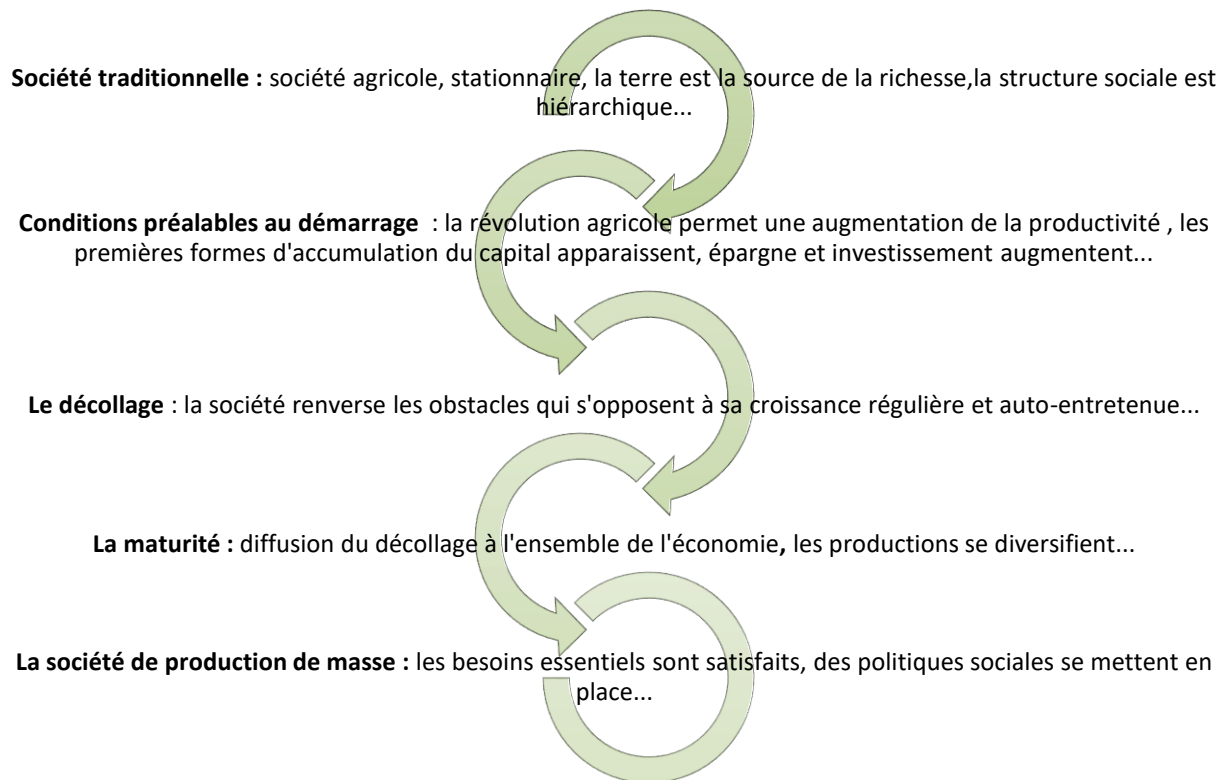 Société traditionnelle : société agricole, stationnaire, la terre est la source de la richesse,la structure sociale est
hiérarchique...
Conditions préalables au démarrage  : la révolution agricole permet une augmentation de la productivité , les
premières formes d'accumulation du capital apparaissent, épargne et investissement augmentent...
Le décollage : la société renverse les obstacles qui s'opposent à sa croissance régulière et auto-entretenue...
La maturité : diffusion du décollage à l'ensemble de l'économie, les productions se diversifient...
La société de production de masse : les besoins essentiels sont satisfaits, des politiques sociales se mettent en
place...